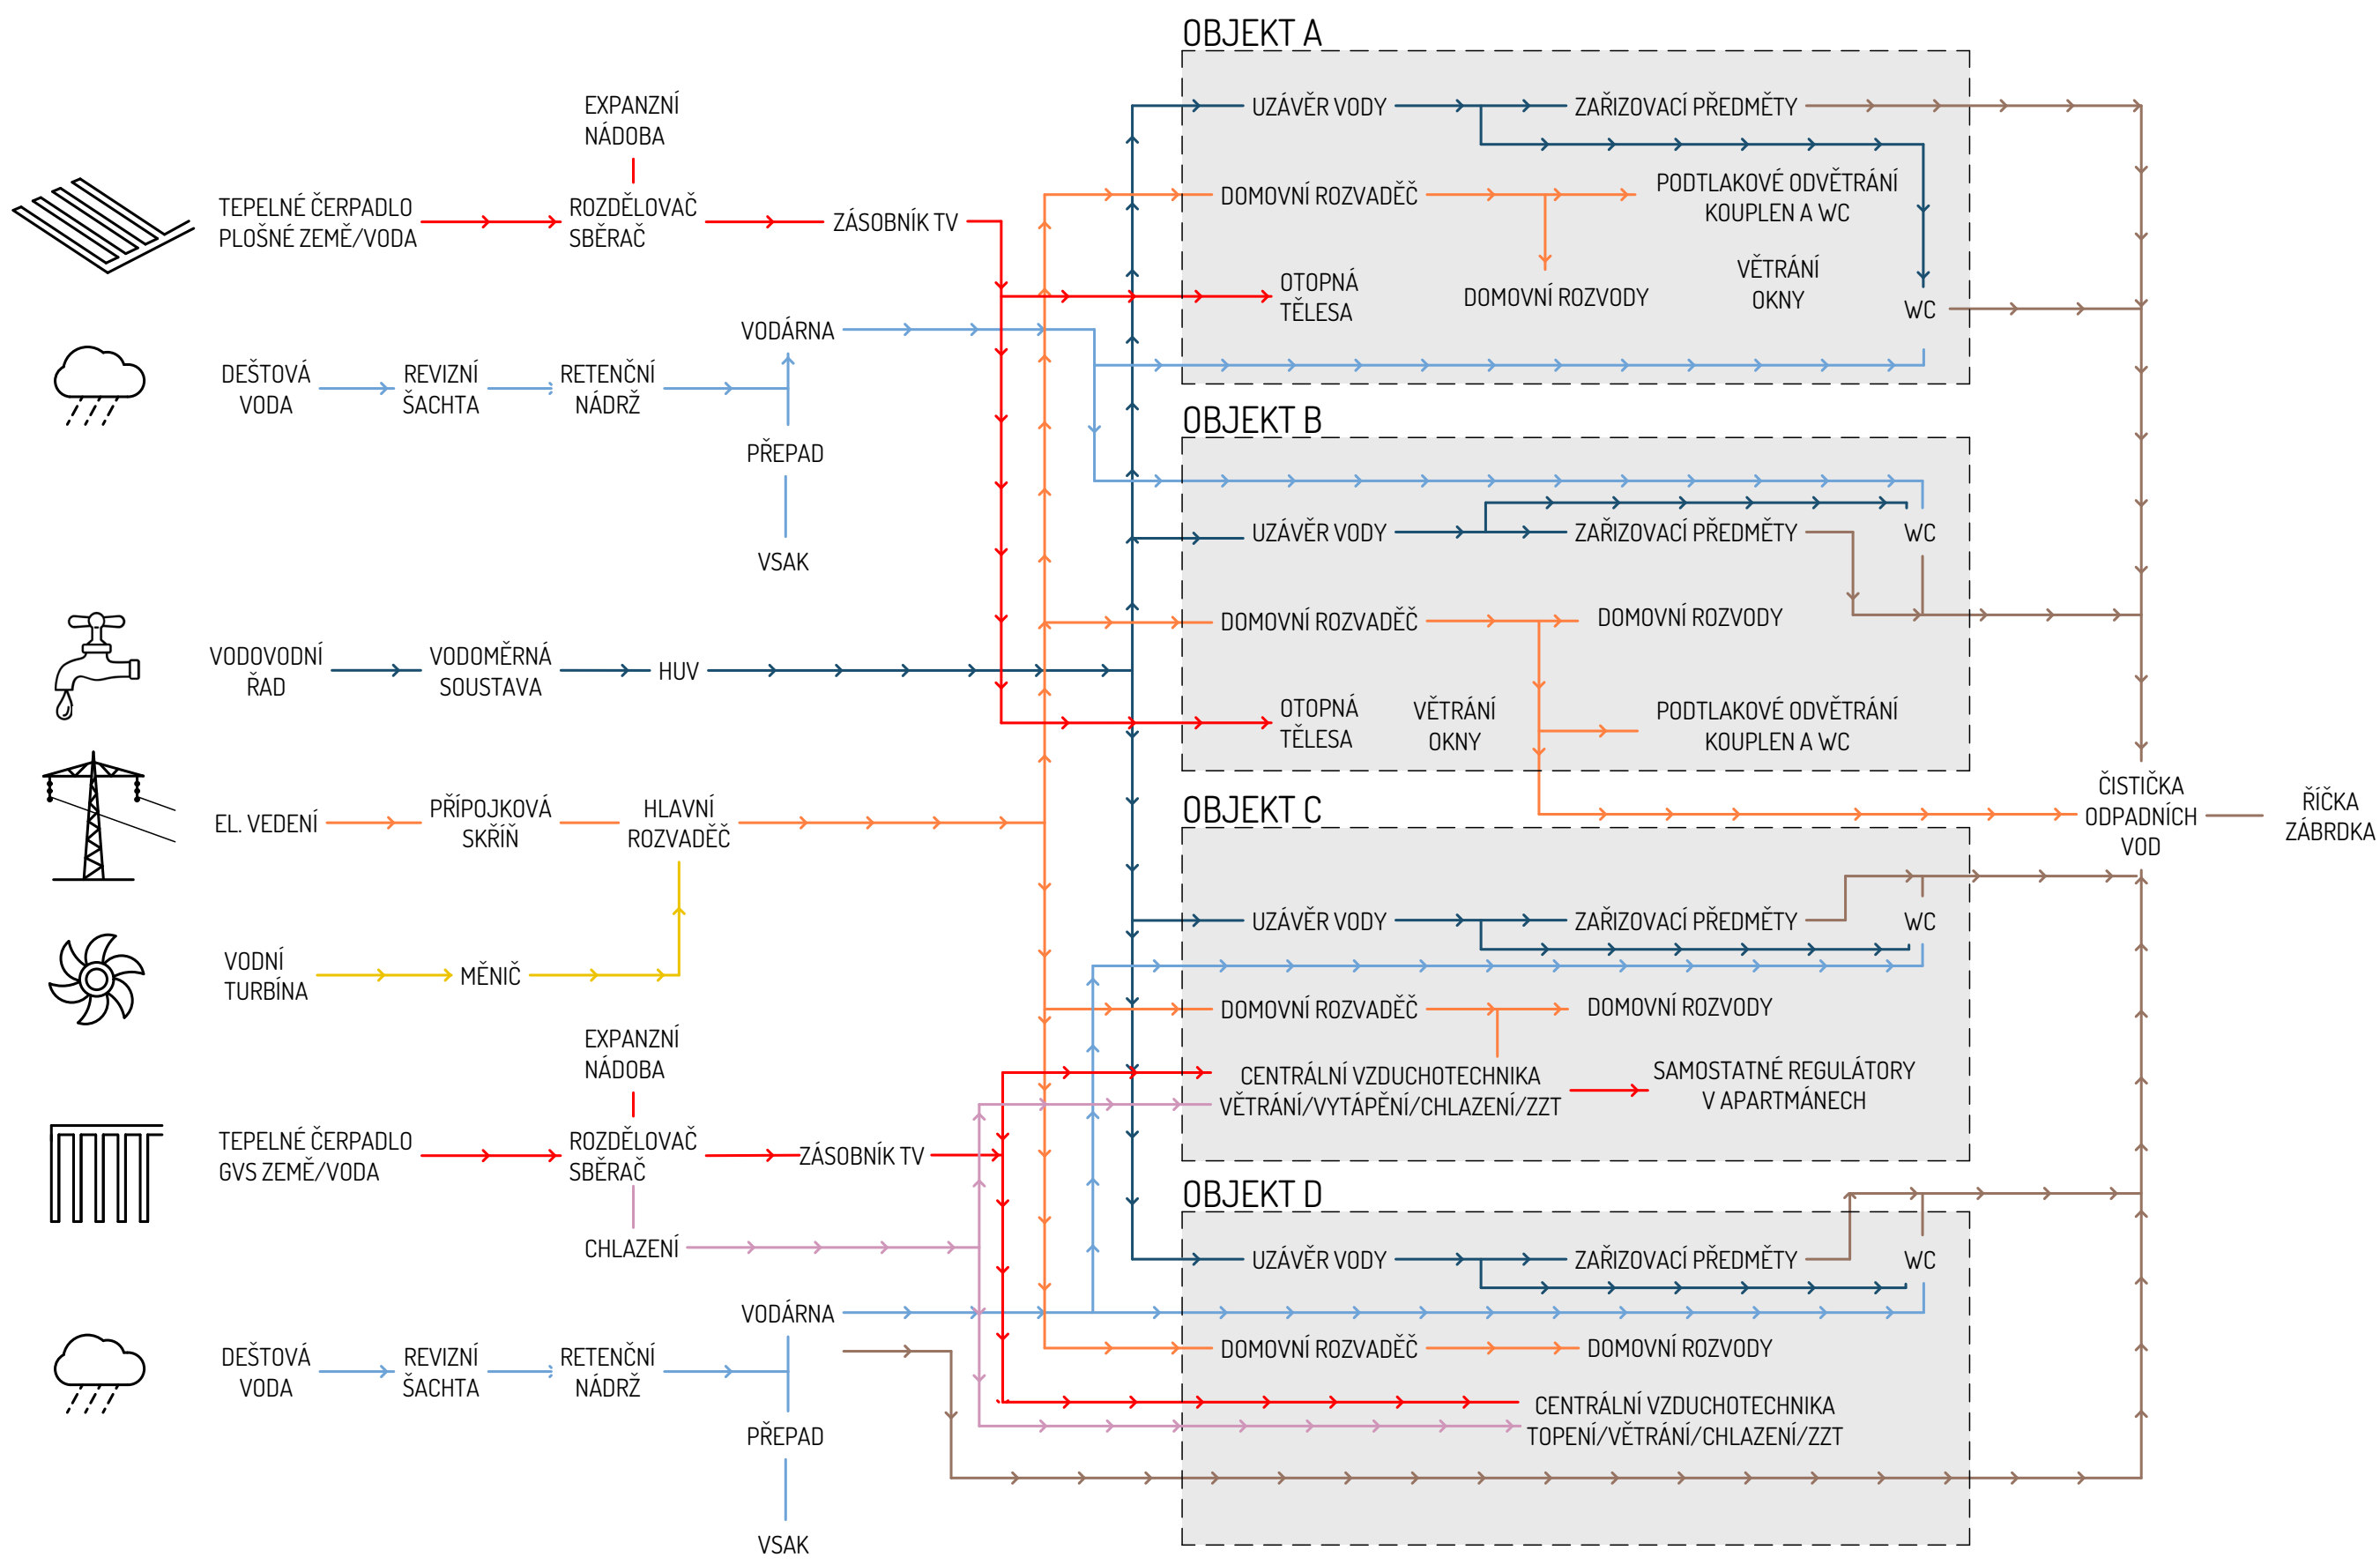 OBJEKT A
EXPANZNÍ
NÁDOBA
TEPELNÉ ČERPADLO
PLOŠNÉ ZEMĚ/VODA
ROZDĚLOVAČ
SBĚRAČ
ZÁSOBNÍK TV
UZÁVĚR VODY
ZAŘIZOVACÍ PŘEDMĚTY
DOMOVNÍ ROZVADĚČ
PODTLAKOVÉ ODVĚTRÁNÍ
KOUPLEN A WC
OTOPNÁ
TĚLESA
DOMOVNÍ ROZVODY
VĚTRÁNÍ
OKNY
WC
DEŠTOVÁ
VODA
REVIZNÍ
ŠACHTA
RETENČNÍ
NÁDRŽ
VODÁRNA
PŘEPAD
VSAK
OBJEKT B
UZÁVĚR VODY
ZAŘIZOVACÍ PŘEDMĚTY
WC
DOMOVNÍ ROZVADĚČ
DOMOVNÍ ROZVODY
OTOPNÁ
TĚLESA
VĚTRÁNÍ
OKNY
PODTLAKOVÉ ODVĚTRÁNÍ
KOUPLEN A WC
VODOVODNÍ
ŘAD
VODOMĚRNÁ
SOUSTAVA
HUV
EL. VEDENÍ
PŘÍPOJKOVÁ
SKŘÍŇ
HLAVNÍ
ROZVADĚČ
VODNÍ
TURBÍNA
MĚNIČ
ČISTIČKA
ODPADNÍCH
VOD
ŘÍČKA
ZÁBRDKA
OBJEKT C
UZÁVĚR VODY
ZAŘIZOVACÍ PŘEDMĚTY
WC
DOMOVNÍ ROZVADĚČ
DOMOVNÍ ROZVODY
CENTRÁLNÍ VZDUCHOTECHNIKA
VĚTRÁNÍ/VYTÁPĚNÍ/CHLAZENÍ/ZZT
SAMOSTATNÉ REGULÁTORY
V APARTMÁNECH
EXPANZNÍ
NÁDOBA
TEPELNÉ ČERPADLO
GVS ZEMĚ/VODA
ROZDĚLOVAČ
SBĚRAČ
ZÁSOBNÍK TV
CHLAZENÍ
OBJEKT D
UZÁVĚR VODY
ZAŘIZOVACÍ PŘEDMĚTY
WC
DOMOVNÍ ROZVADĚČ
DOMOVNÍ ROZVODY
CENTRÁLNÍ VZDUCHOTECHNIKA
TOPENÍ/VĚTRÁNÍ/CHLAZENÍ/ZZT
DEŠTOVÁ
VODA
REVIZNÍ
ŠACHTA
RETENČNÍ
NÁDRŽ
VODÁRNA
PŘEPAD
VSAK